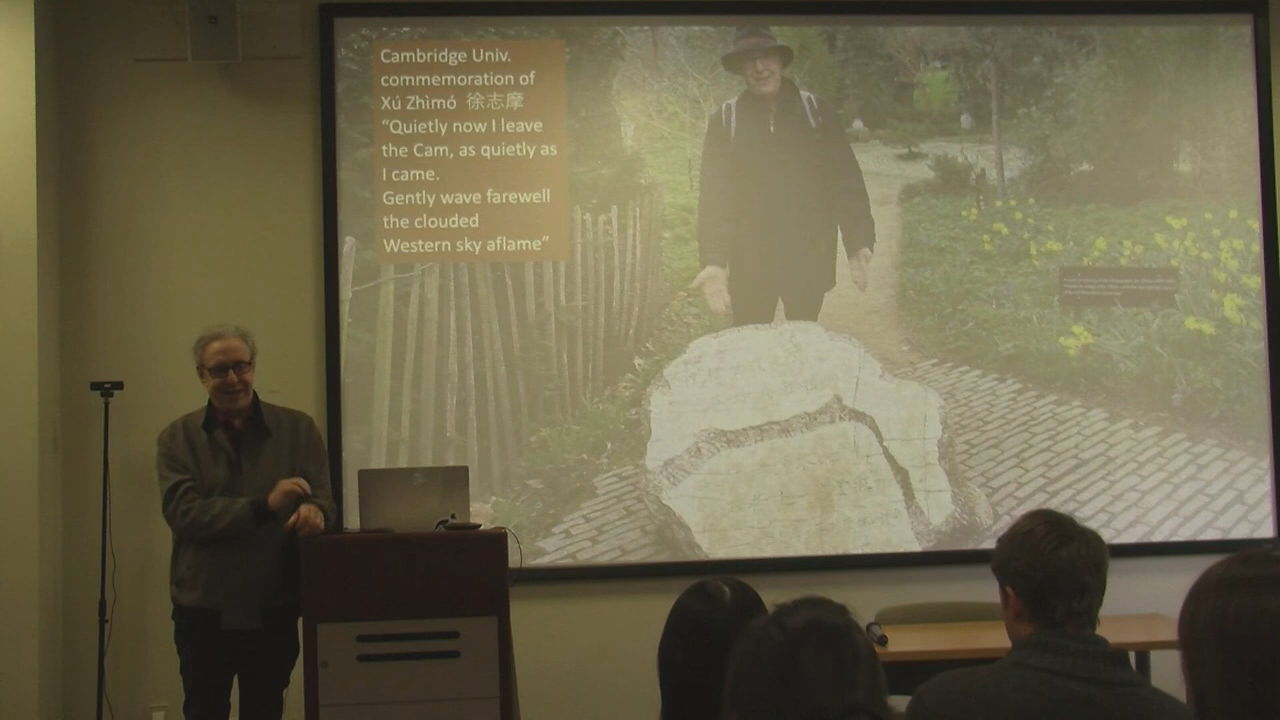 Cambridge Univ.
commemoration of
Xú Zhìmó 徐志摩
“Quietly now I leave
the Cam, as quietly as
I came.
Gently wave farewell
the clouded
Western sky aflame”